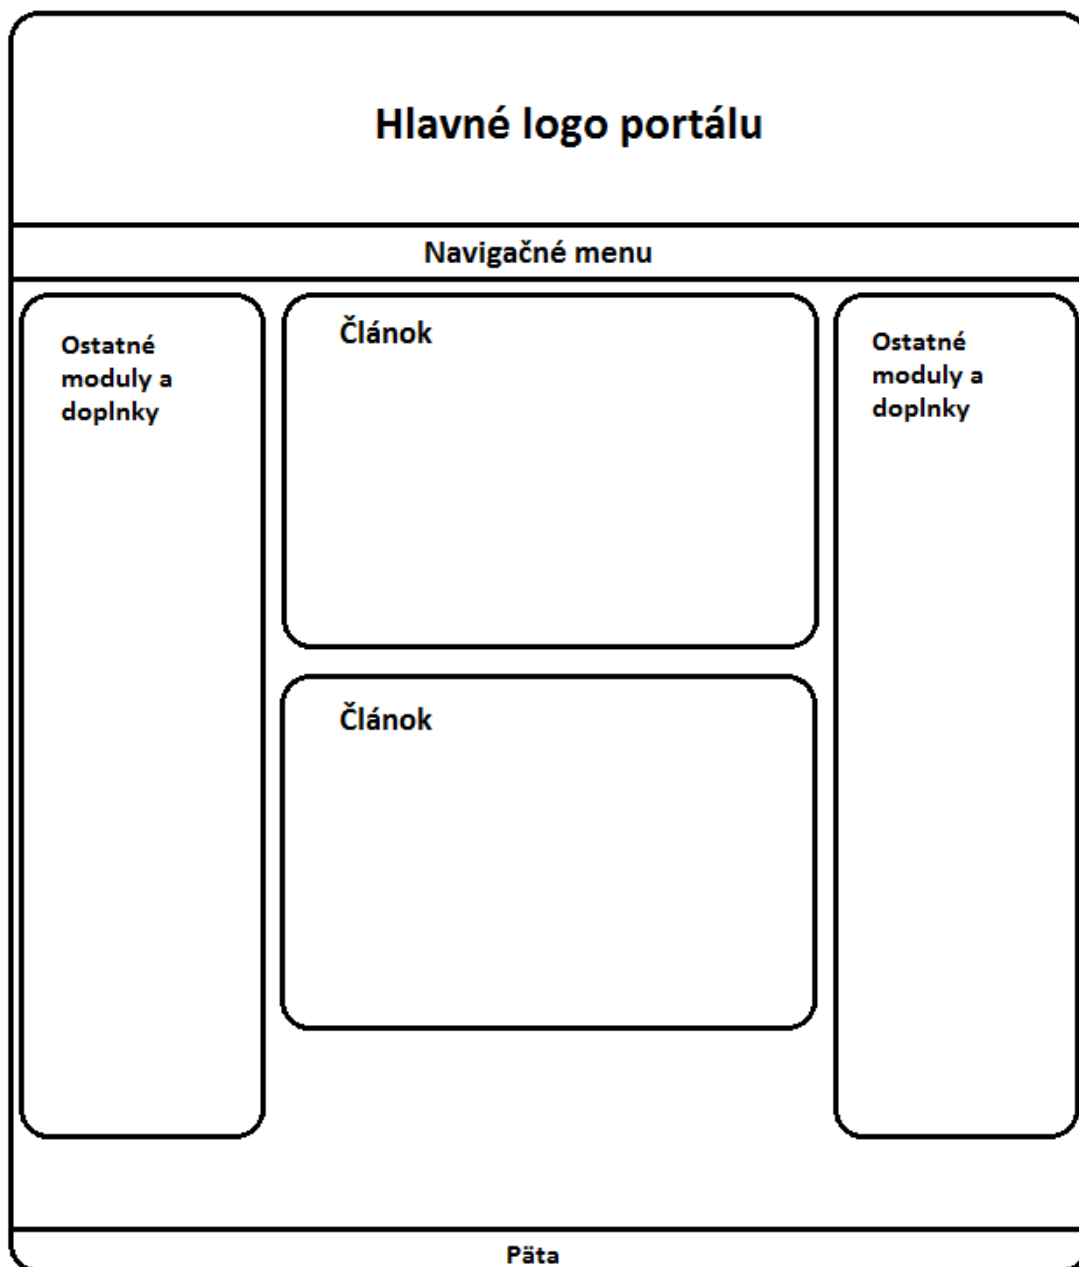 Hlavné logo portálu
Navigačné menu
Ostatné
moduly a
doplnky
Článok
Článok
Ostatné
moduly a
doplnky
Päta